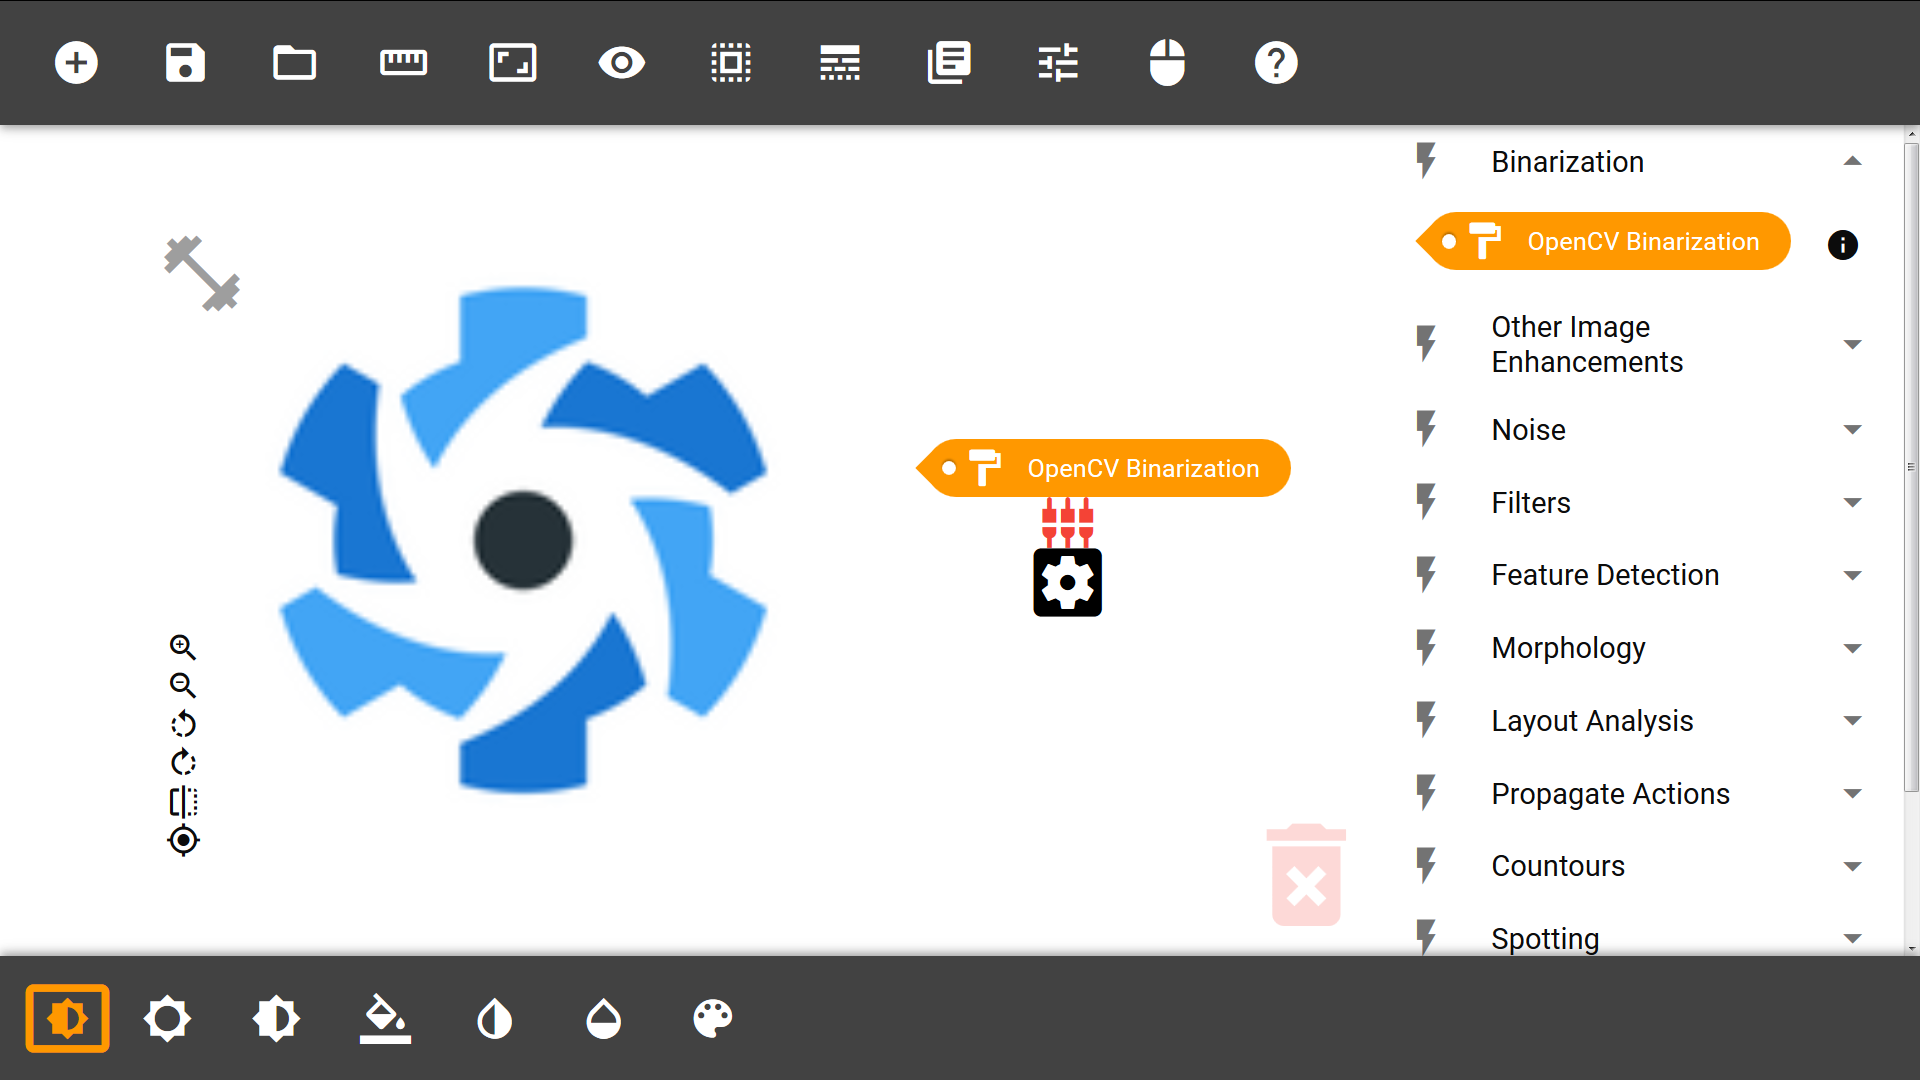 Binarization
OpenCV Binarization
Other Image
Enhancements
OpenCV Binarization
Noise
Filters
Feature Detection
Morphology
Layout Analysis
Propagate Actions
Countours
Spotting